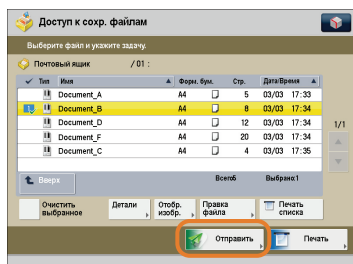 Доступ к сохр. файлам
Выберите файл и укажите задачу.
Почтовый ящик / 01 :
✓ Тип Имя ▲ Форм. бум. Стр. Дата/Время ▲
Document_A A4 5 03/03 17:33
Document_B A4 8 03/03 17:34
Document_D A4 12 03/03 17:34
Document_F A4 20 03/03 17:34
Document_C A4 4 03/03 17:35
1/1
Вверх Всего5 Выбрано:1
Очистить выбранное
Детали
Отобр. изобр.
Правка файла
Печать списка
Отправить
Печать